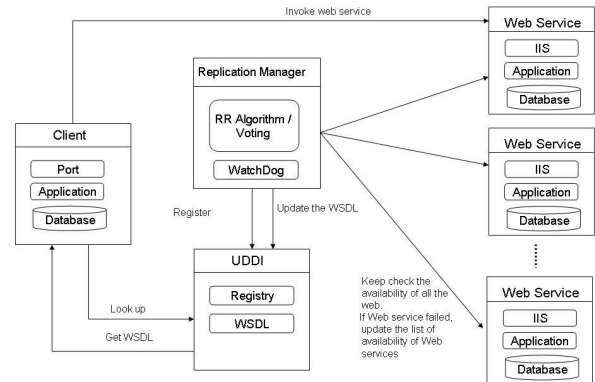 Invoke web service
Web Service
IIS
Application
Database
Replication Manager
RR Algorithm /
Voting
WatchDog
Client
Port
Application
Database
Web Service
IIS
Application
Database
Register
Update the WSDL
UDDI
Registry
WSDL
Look up
Get WSDL
Keep check the
availability of all the
web.
If Web service failed,
update the list of
availability of Web
services
Web Service
IIS
Application
Database